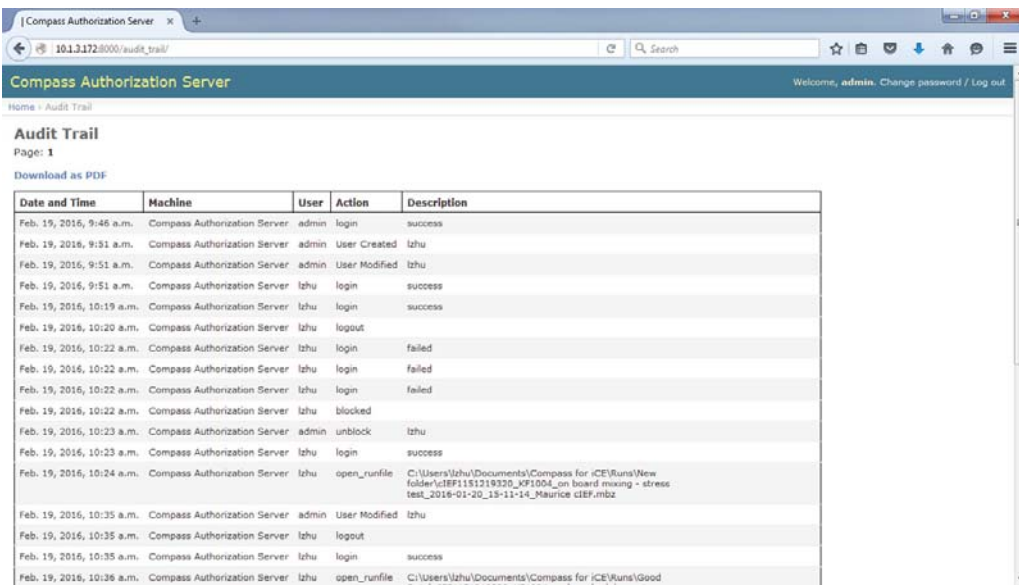 | Compass Authorization Server × +
10.1.3.172:8000/audit_trail/ Search
Compass Authorization Server Welcome, admin. Change password / Log out
Home › Audit Trail
Audit Trail
Page: 1
Download as PDF
Date and Time Machine User Action Description
Feb. 19, 2016, 9:46 a.m. Compass Authorization Server admin login success
Feb. 19, 2016, 9:51 a.m. Compass Authorization Server admin User Created lzhu
Feb. 19, 2016, 9:51 a.m. Compass Authorization Server admin User Modified lzhu
Feb. 19, 2016, 9:51 a.m. Compass Authorization Server lzhu login success
Feb. 19, 2016, 10:19 a.m. Compass Authorization Server lzhu login success
Feb. 19, 2016, 10:20 a.m. Compass Authorization Server lzhu logout
Feb. 19, 2016, 10:22 a.m. Compass Authorization Server lzhu login failed
Feb. 19, 2016, 10:22 a.m. Compass Authorization Server lzhu login failed
Feb. 19, 2016, 10:22 a.m. Compass Authorization Server lzhu login failed
Feb. 19, 2016, 10:22 a.m. Compass Authorization Server lzhu blocked
Feb. 19, 2016, 10:23 a.m. Compass Authorization Server admin unblock lzhu
Feb. 19, 2016, 10:23 a.m. Compass Authorization Server lzhu login success
Feb. 19, 2016, 10:24 a.m. Compass Authorization Server lzhu open_runfile C:\Users\lzhu\Documents\Compass for iCE\Runs\New
folder\cIEF1151219320_KF1004_on board mixing - stress
test_2016-01-20_15-11-14_Maurice cIEF.mbz
Feb. 19, 2016, 10:35 a.m. Compass Authorization Server admin User Modified lzhu
Feb. 19, 2016, 10:35 a.m. Compass Authorization Server lzhu logout
Feb. 19, 2016, 10:35 a.m. Compass Authorization Server lzhu login success
Feb. 19, 2016, 10:36 a.m. Compass Authorization Server lzhu open_runfile C:\Users\lzhu\Documents\Compass for iCE\Runs\Good